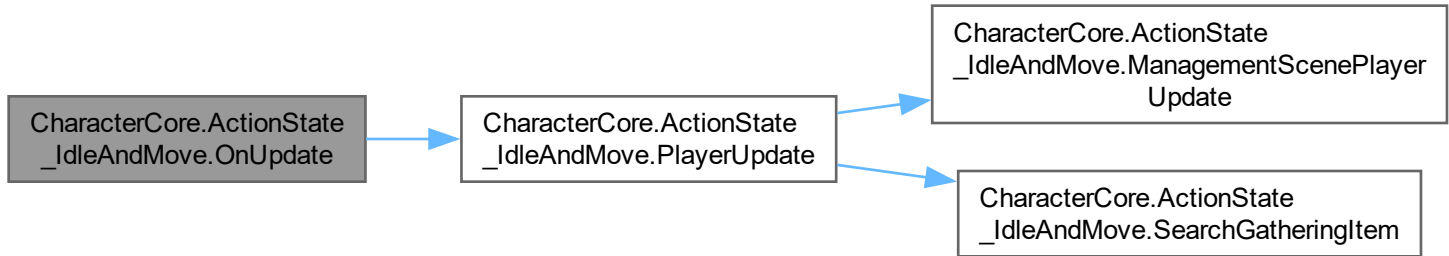 CharacterCore.ActionState
_IdleAndMove.OnUpdate
CharacterCore.ActionState
_IdleAndMove.PlayerUpdate
CharacterCore.ActionState
_IdleAndMove.ManagementScenePlayer
Update
CharacterCore.ActionState
_IdleAndMove.SearchGatheringItem